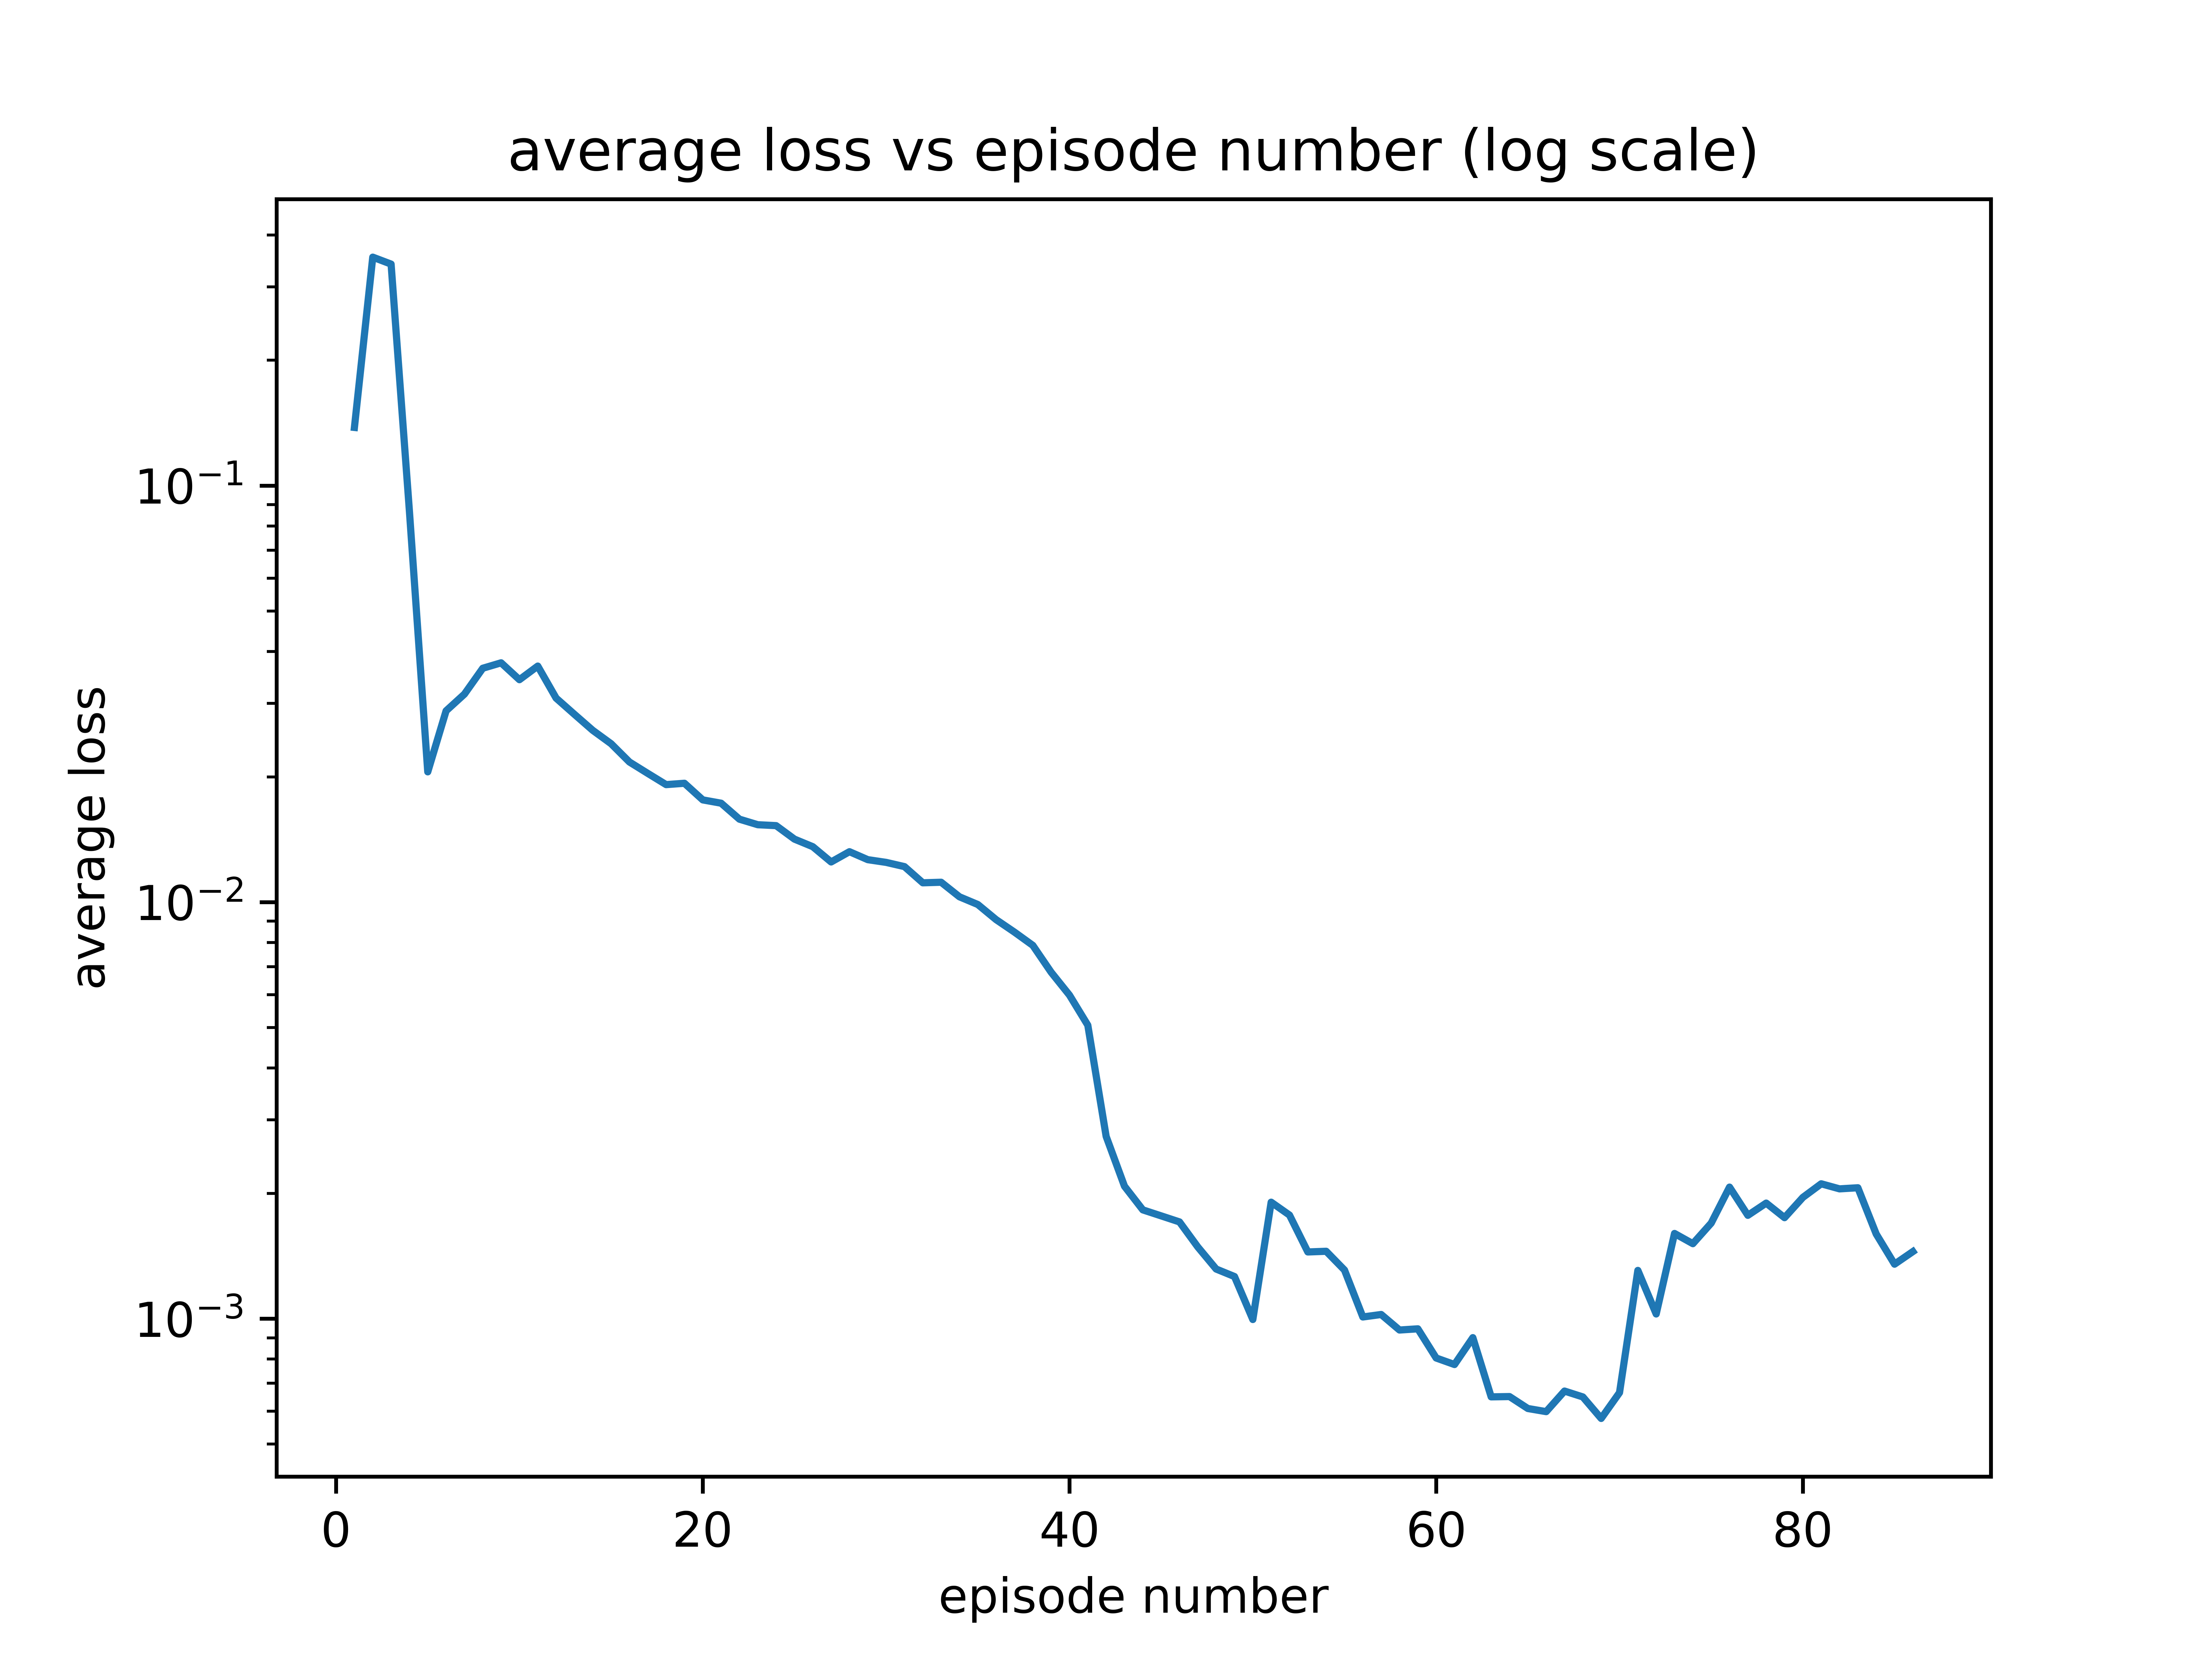 average loss vs episode number (log scale)
average loss
10⁻¹
10⁻²
10⁻³
0 20 40 60 80
episode number